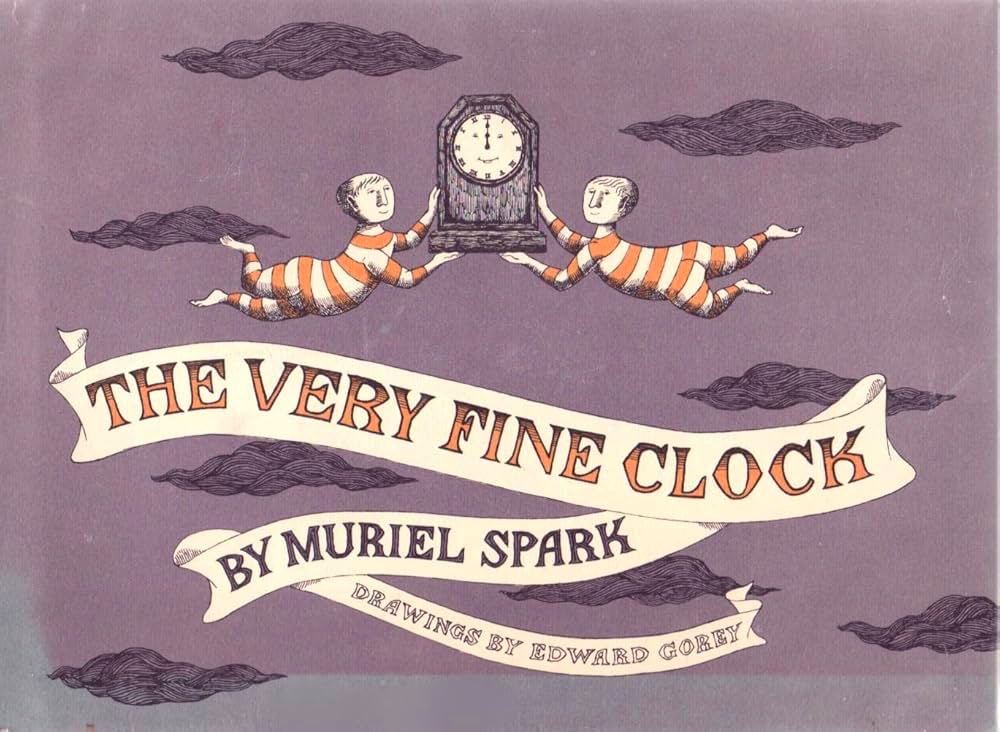 THE VERY FINE CLOCK
BY MURIEL SPARK
DRAWINGS BY EDWARD GOREY